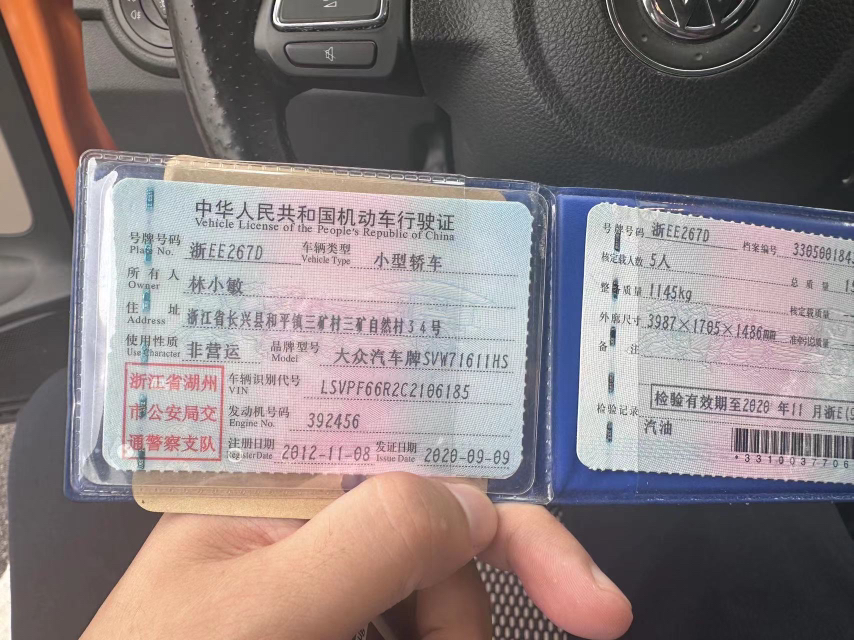 中华人民共和国机动车行驶证
Vehicle License of the People's Republic of China
号牌号码 浙EE267D 车辆类型 小型轿车
Plate No. Vehicle Type
所有人 林小敏
Owner
住址 浙江省长兴县和平镇三矿村三矿自然村34号
Address
使用性质 非营运 品牌型号 大众汽车牌SVW71611HS
Use Character Model
浙江省湖州
市公安局交
通警察支队
车辆识别代号 LSVPF66R2C2106185
VIN
发动机号码 392456
Engine No.
注册日期 2012-11-08 发证日期 2020-09-09
Register Date Issue Date
号牌号码 浙EE267D 档案编号 330500184
核定载人数 5人 总质量
整备质量 1145kg 核定载质量
外廓尺寸 3987×1705×1486mm 准牵引总质量
备注
检验有效期至2020 年11 月浙E
检验记录
汽油
*3310037706